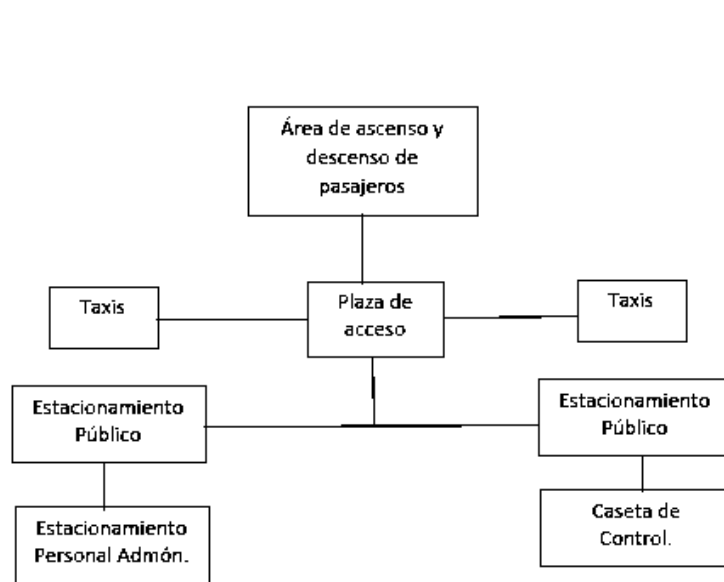 Área de ascenso y
descenso de
pasajeros
Taxis
Plaza de
acceso
Taxis
Estacionamiento
Público
Estacionamiento
Público
Estacionamiento
Personal Admón.
Caseta de
Control.